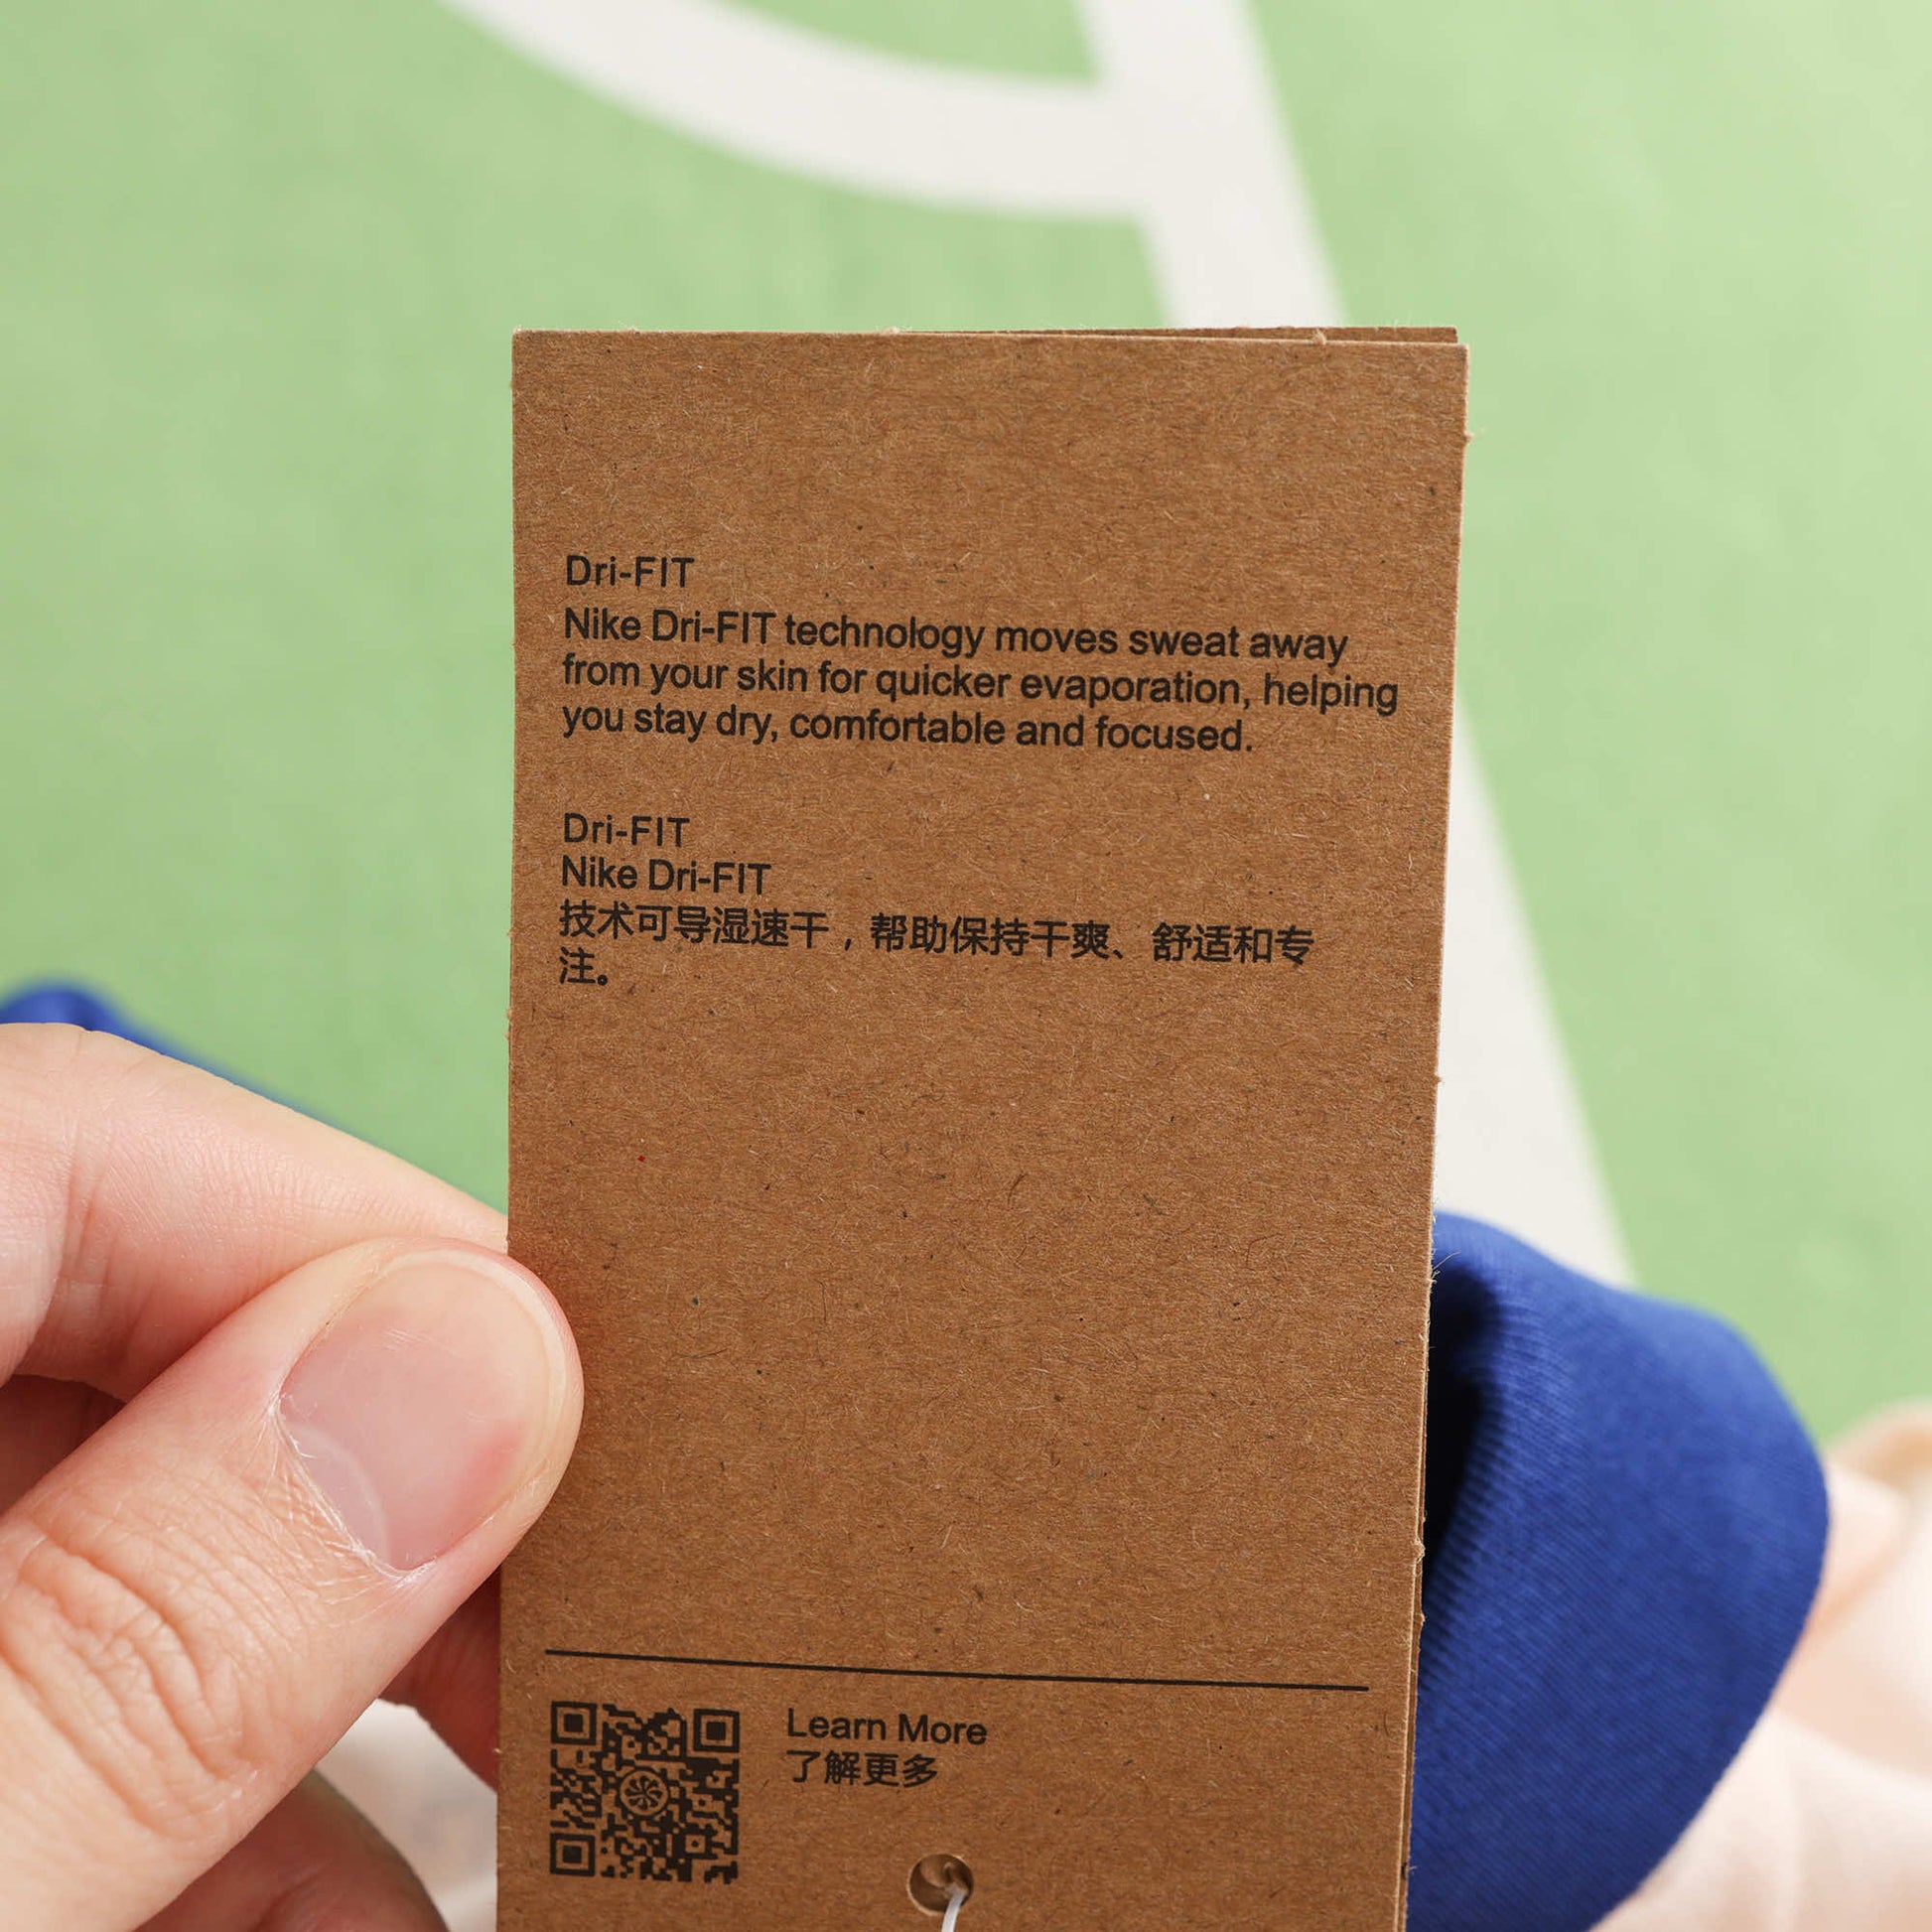 Dri-FIT
Nike Dri-FIT technology moves sweat away
from your skin for quicker evaporation, helping
you stay dry, comfortable and focused.
Dri-FIT
Nike Dri-FIT
技术可导湿速干，帮助保持干爽、舒适和专
注。
Learn More
了解更多